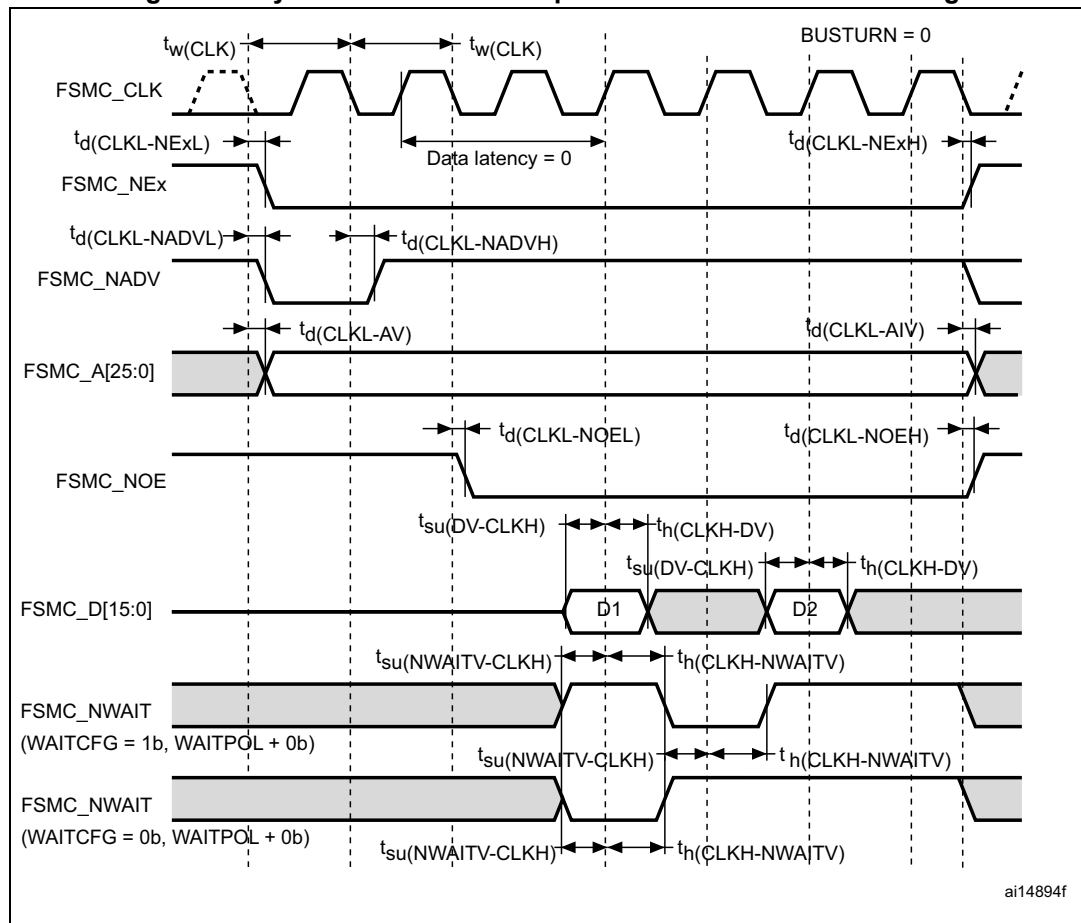 tw(CLK)
tw(CLK)
BUSTURN = 0
FSMC_CLK
td(CLKL-NExL)
Data latency = 0
td(CLKL-NExH)
FSMC_NEx
td(CLKL-NADVL)
td(CLKL-NADVH)
FSMC_NADV
td(CLKL-AV)
td(CLKL-AIV)
FSMC_A[25:0]
td(CLKL-NOEL)
td(CLKL-NOEH)
FSMC_NOE
tsu(DV-CLKH)
th(CLKH-DV)
tsu(DV-CLKH)
th(CLKH-DV)
FSMC_D[15:0]
D1
D2
tsu(NWAITV-CLKH)
th(CLKH-NWAITV)
FSMC_NWAIT
(WAITCFG = 1b, WAITPOL + 0b)
tsu(NWAITV-CLKH)
th(CLKH-NWAITV)
FSMC_NWAIT
(WAITCFG = 0b, WAITPOL + 0b)
tsu(NWAITV-CLKH)
th(CLKH-NWAITV)
ai14894f